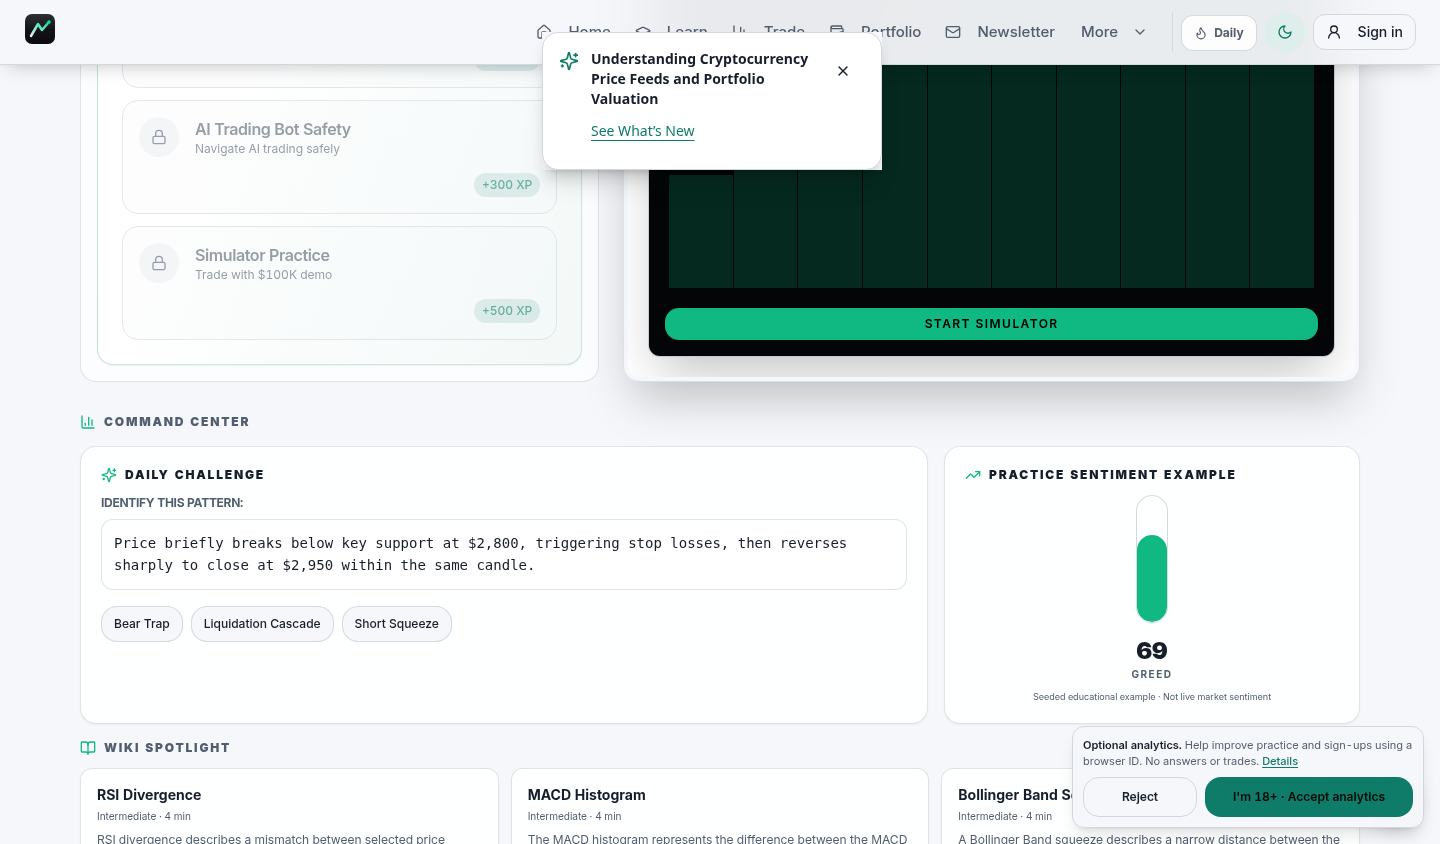 Home
Learn
Trade
Portfolio
Newsletter
More
Daily
Sign in
Understanding Cryptocurrency
Price Feeds and Portfolio
Valuation
See What's New
AI Trading Bot Safety
Navigate AI trading safely
+300 XP
Simulator Practice
Trade with $100K demo
+500 XP
START SIMULATOR
COMMAND CENTER
DAILY CHALLENGE
IDENTIFY THIS PATTERN:
Price briefly breaks below key support at $2,800, triggering stop losses, then reverses
sharply to close at $2,950 within the same candle.
Bear Trap
Liquidation Cascade
Short Squeeze
PRACTICE SENTIMENT EXAMPLE
69
GREED
Seeded educational example · Not live market sentiment
WIKI SPOTLIGHT
RSI Divergence
Intermediate · 4 min
RSI divergence describes a mismatch between selected price
MACD Histogram
Intermediate · 4 min
The MACD histogram represents the difference between the MACD
Bollinger Band
Intermediate · 4 min
A Bollinger Band squeeze describes a narrow distance between the
Optional analytics. Help improve practice and sign-ups using a
browser ID. No answers or trades. Details
Reject
I'm 18+ · Accept analytics